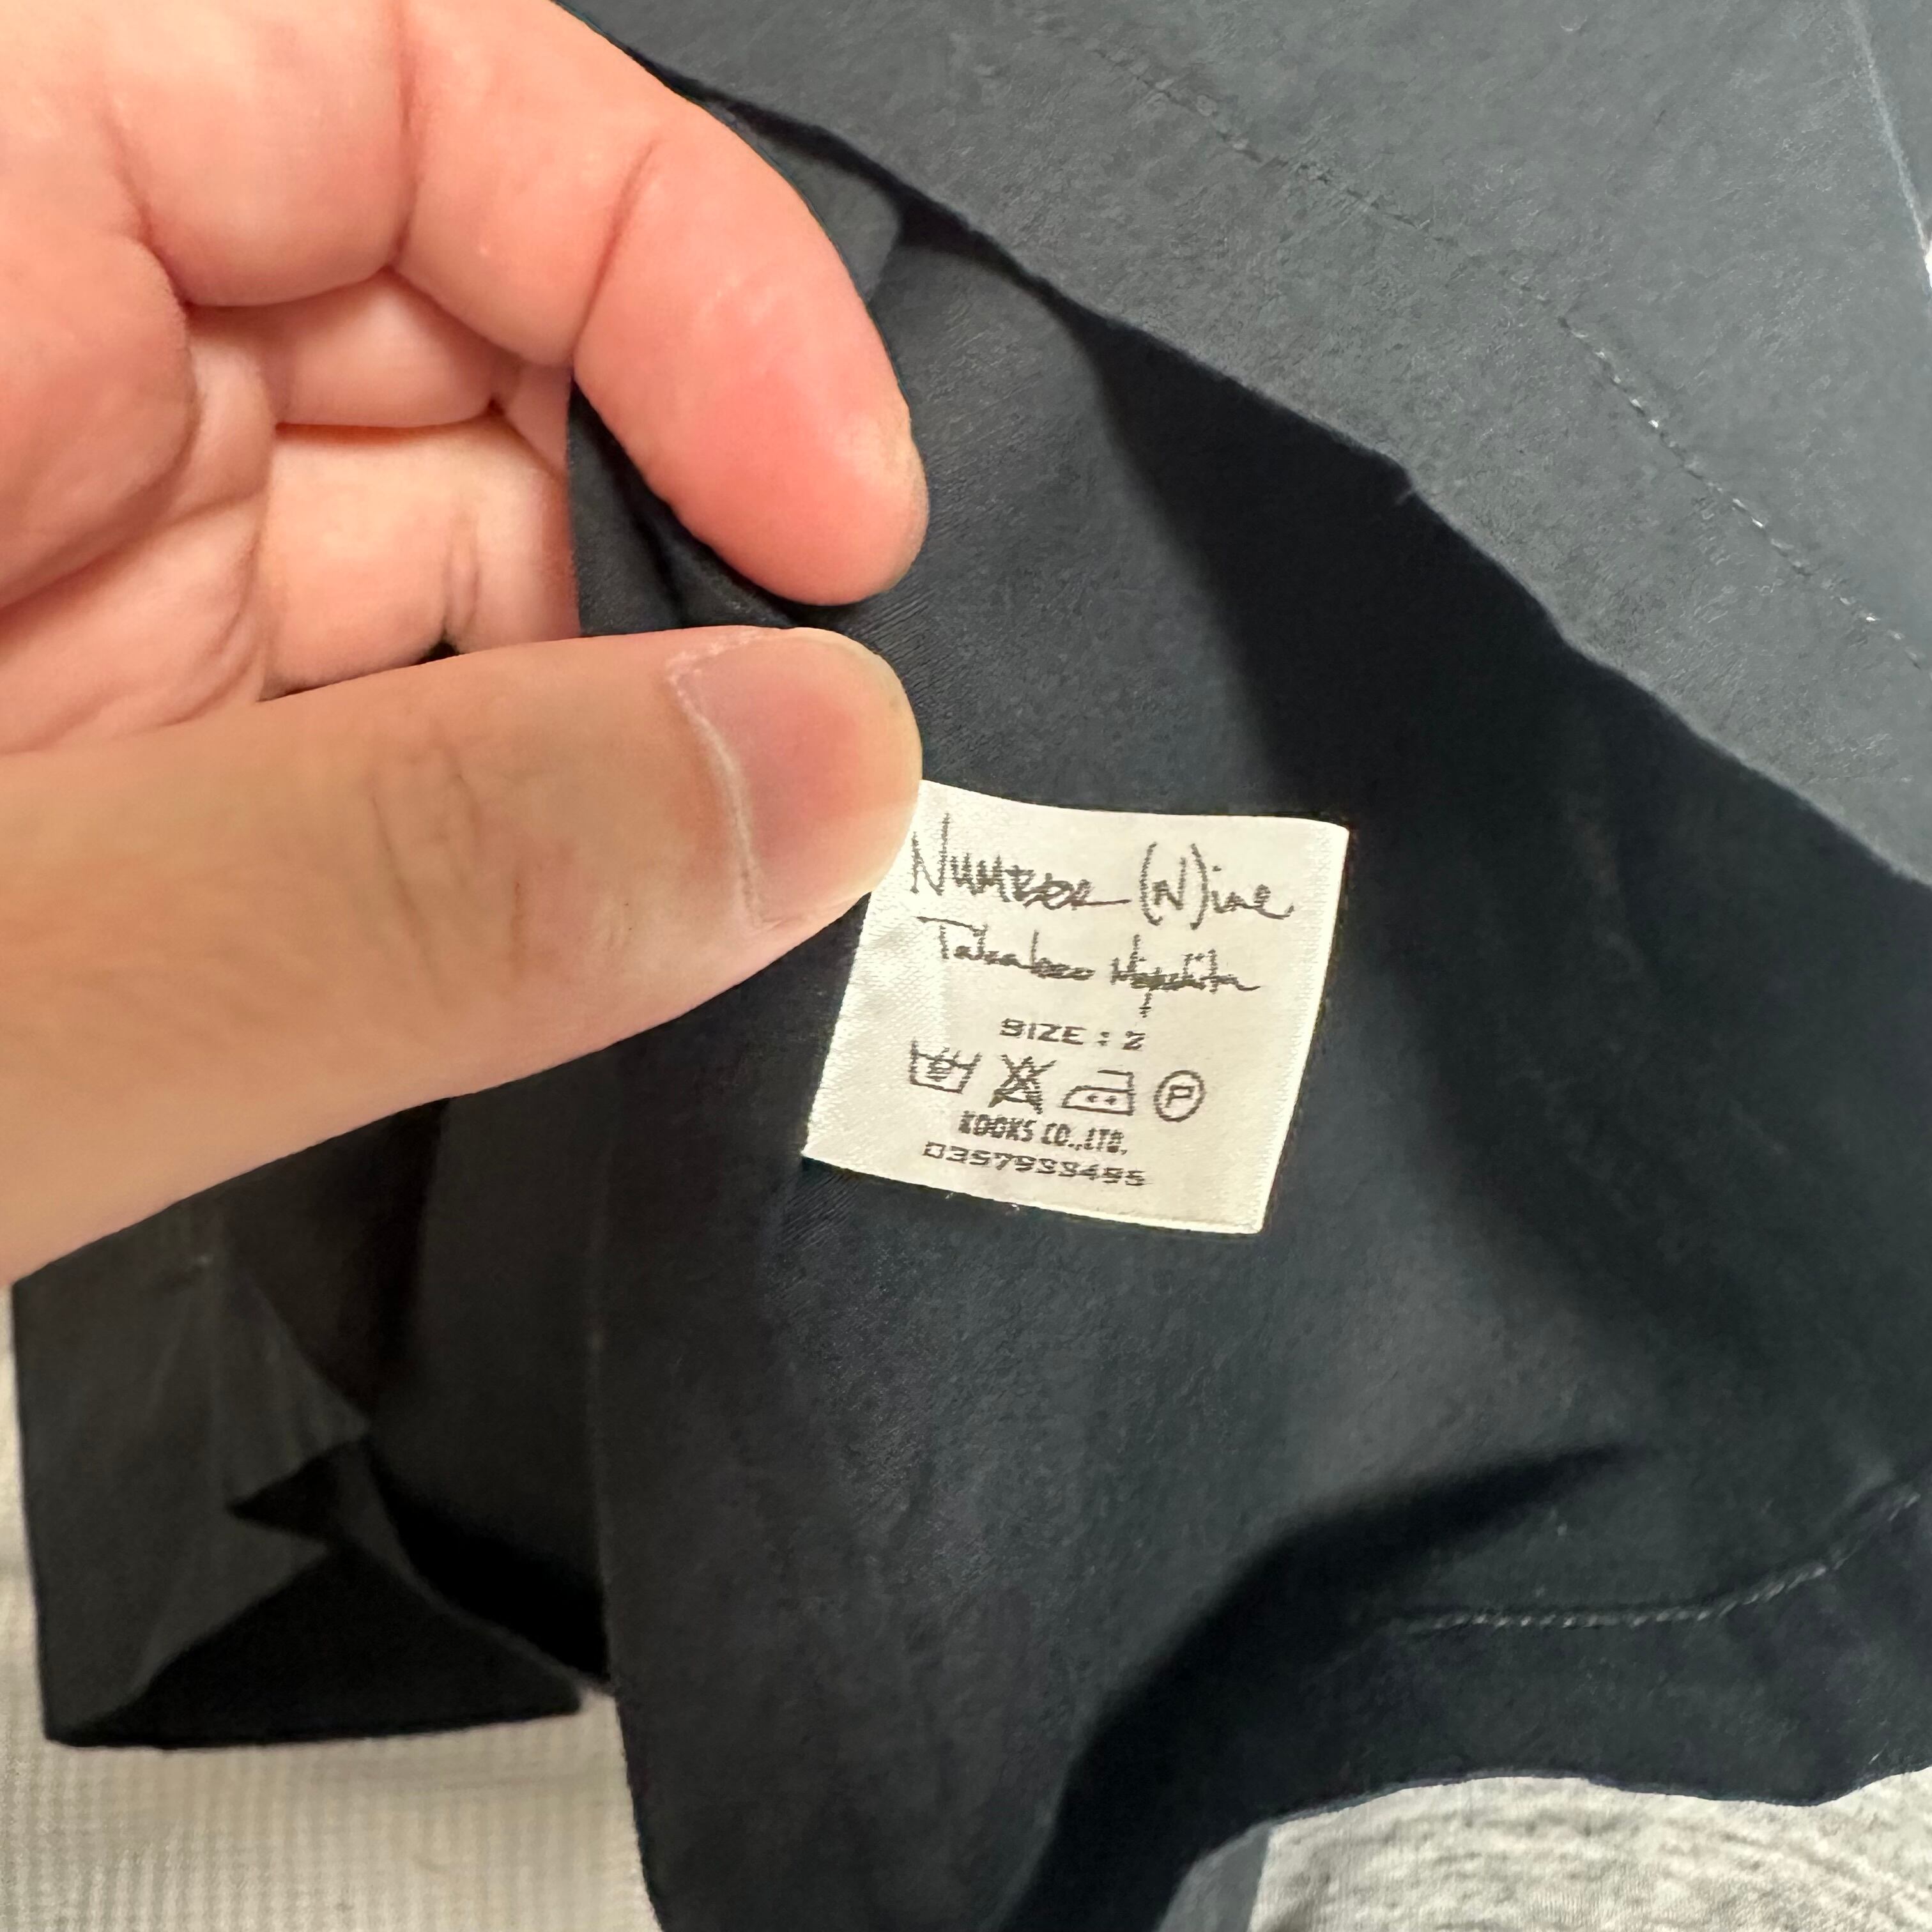 Number (N)ine
Takahiro Miyashita
SIZE : 2
P
KOOKS CO.,LTD.
0357933495